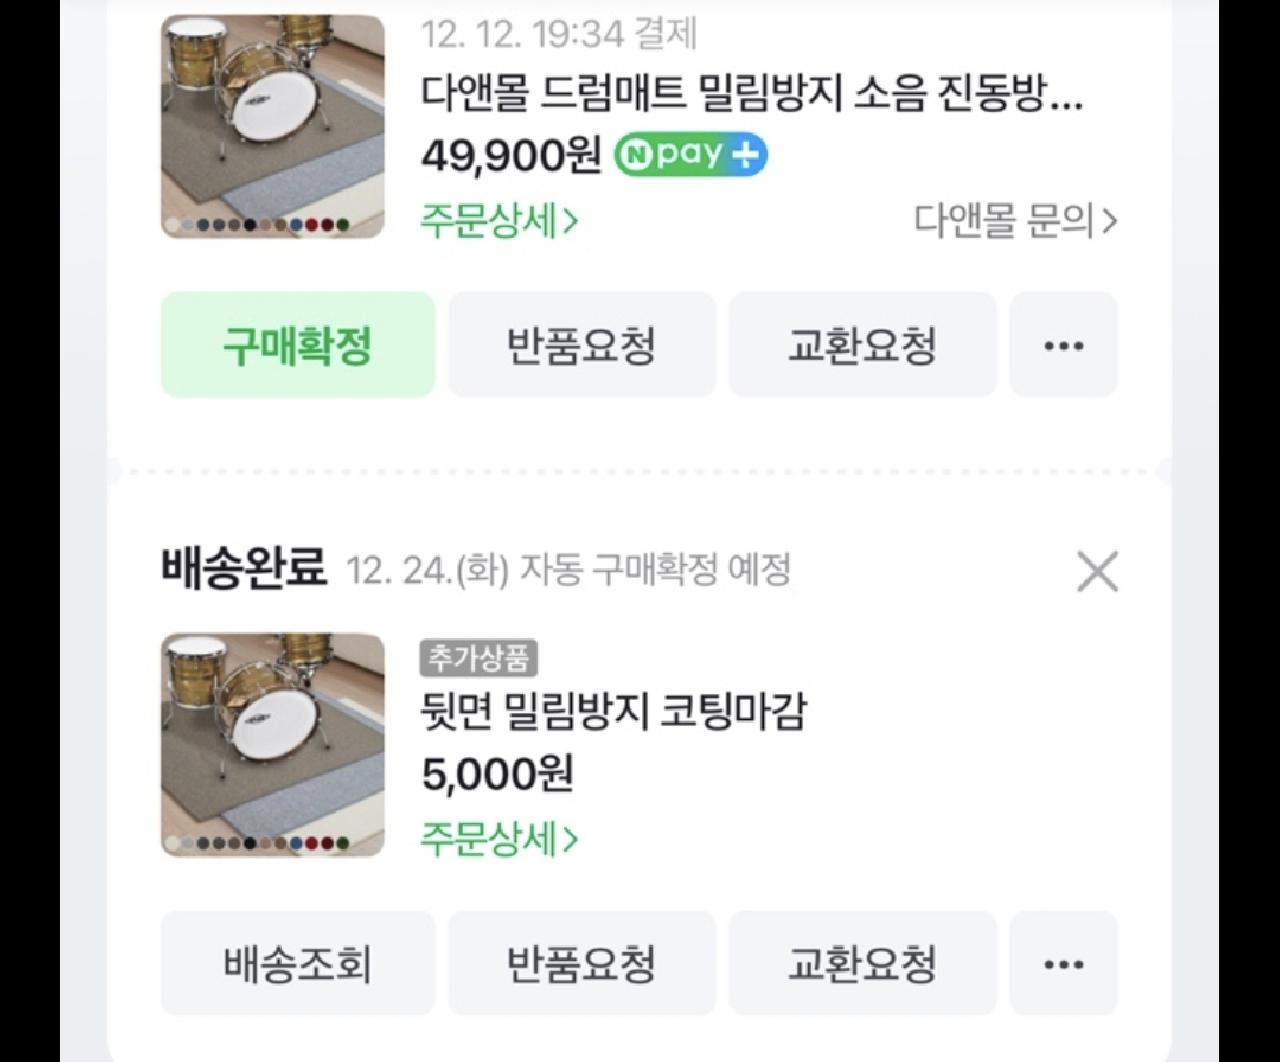 12. 12. 19:34 결제
다앤몰 드럼매트 밀림방지 소음 진동방...
49,900원 N pay +
주문상세 >
다앤몰 문의 >
구매확정
반품요청
교환요청
...
배송완료 12. 24.(화) 자동 구매확정 예정
추가상품
뒷면 밀림방지 코팅마감
5,000원
주문상세 >
배송조회
반품요청
교환요청
...